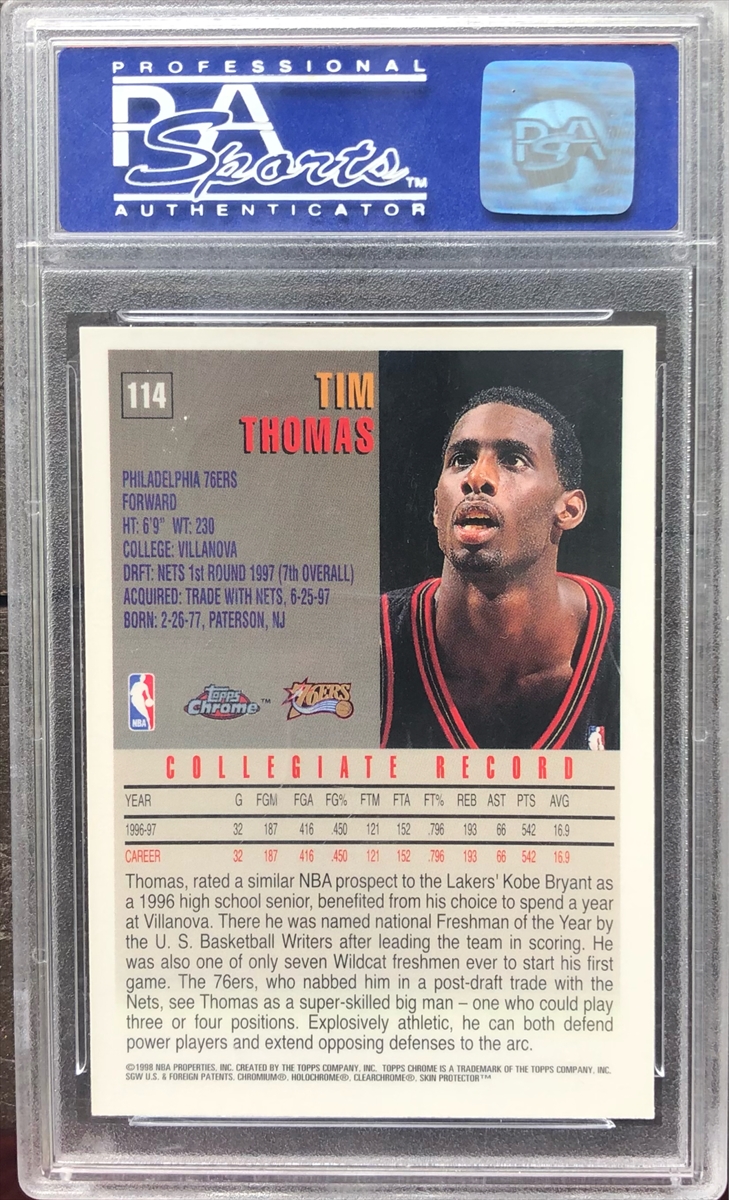 PROFESSIONAL
PSA
Sports™
AUTHENTICATOR
PSA
114
TIM
THOMAS
PHILADELPHIA 76ERS
FORWARD
HT: 6'9" WT: 230
COLLEGE: VILLANOVA
DRFT: NETS 1st ROUND 1997 (7th OVERALL)
ACQUIRED: TRADE WITH NETS, 6-25-97
BORN: 2-26-77, PATERSON, NJ
NBA
Topps
Chrome™
76ERS
COLLEGIATE RECORD
YEAR G FGM FGA FG% FTM FTA FT% REB AST PTS AVG
1996-97 32 187 416 .450 121 152 .796 193 66 542 16.9
CAREER 32 187 416 .450 121 152 .796 193 66 542 16.9
Thomas, rated a similar NBA prospect to the Lakers' Kobe Bryant as
a 1996 high school senior, benefited from his choice to spend a year
at Villanova. There he was named national Freshman of the Year by
the U. S. Basketball Writers after leading the team in scoring. He
was also one of only seven Wildcat freshmen ever to start his first
game. The 76ers, who nabbed him in a post-draft trade with the
Nets, see Thomas as a super-skilled big man – one who could play
three or four positions. Explosively athletic, he can both defend
power players and extend opposing defenses to the arc.
©1998 NBA PROPERTIES, INC. CREATED BY THE TOPPS COMPANY, INC. TOPPS CHROME IS A TRADEMARK OF THE TOPPS COMPANY, INC.
SGW U.S. & FOREIGN PATENTS. CHROMIUM®, HOLOCHROME®, CLEARCHROME®, SKIN PROTECTOR™